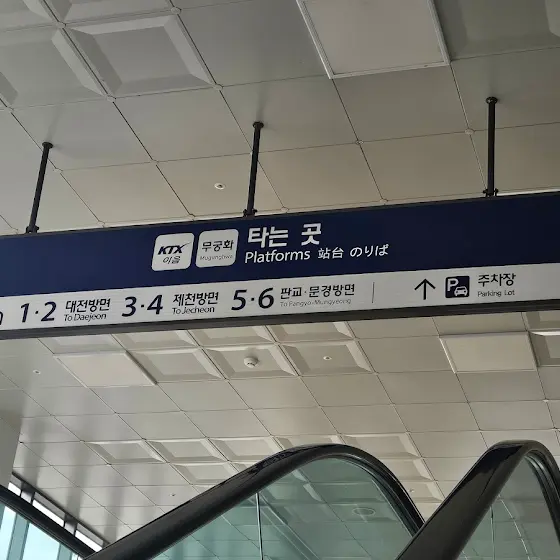 KTX 이음
무궁화 Mugunghwa
타는 곳
Platforms 站台 のりば
1·2 대전방면 To Daejeon
3·4 제천방면 To Jecheon
5·6 판교·문경방면 To Pangyo·Mungyeong
주차장 Parking Lot